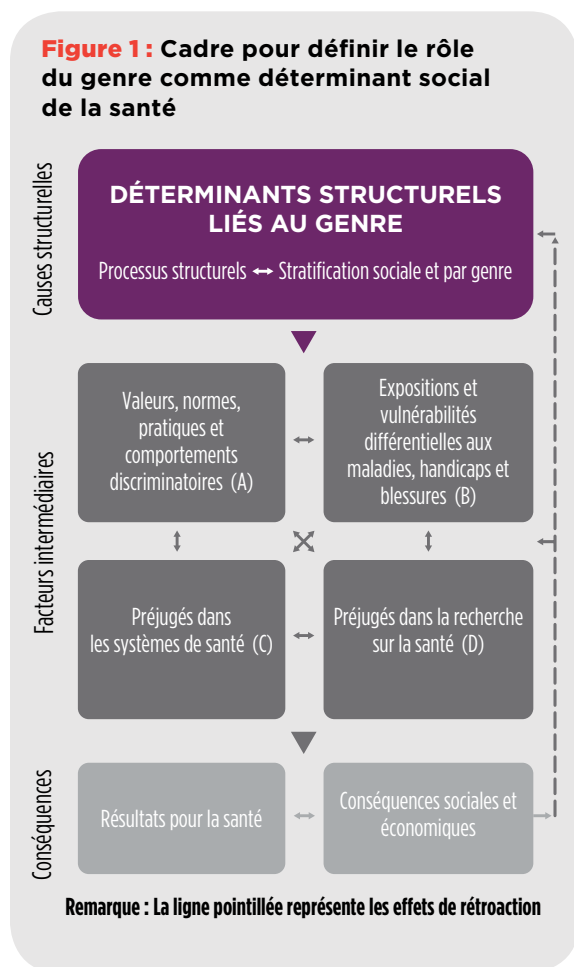 Figure 1 : Cadre pour définir le rôle
du genre comme déterminant social
de la santé
Causes structurelles
DÉTERMINANTS STRUCTURELS
LIÉS AU GENRE
Processus structurels ↔ Stratification sociale et par genre
Facteurs intermédiaires
Valeurs, normes,
pratiques et
comportements
discriminatoires (A)
Expositions et
vulnérabilités
différentielles aux
maladies, handicaps et
blessures (B)
Préjugés dans
les systèmes de santé (C)
Préjugés dans la recherche
sur la santé (D)
Conséquences
Résultats pour la santé
Conséquences sociales et
économiques
Remarque : La ligne pointillée représente les effets de rétroaction